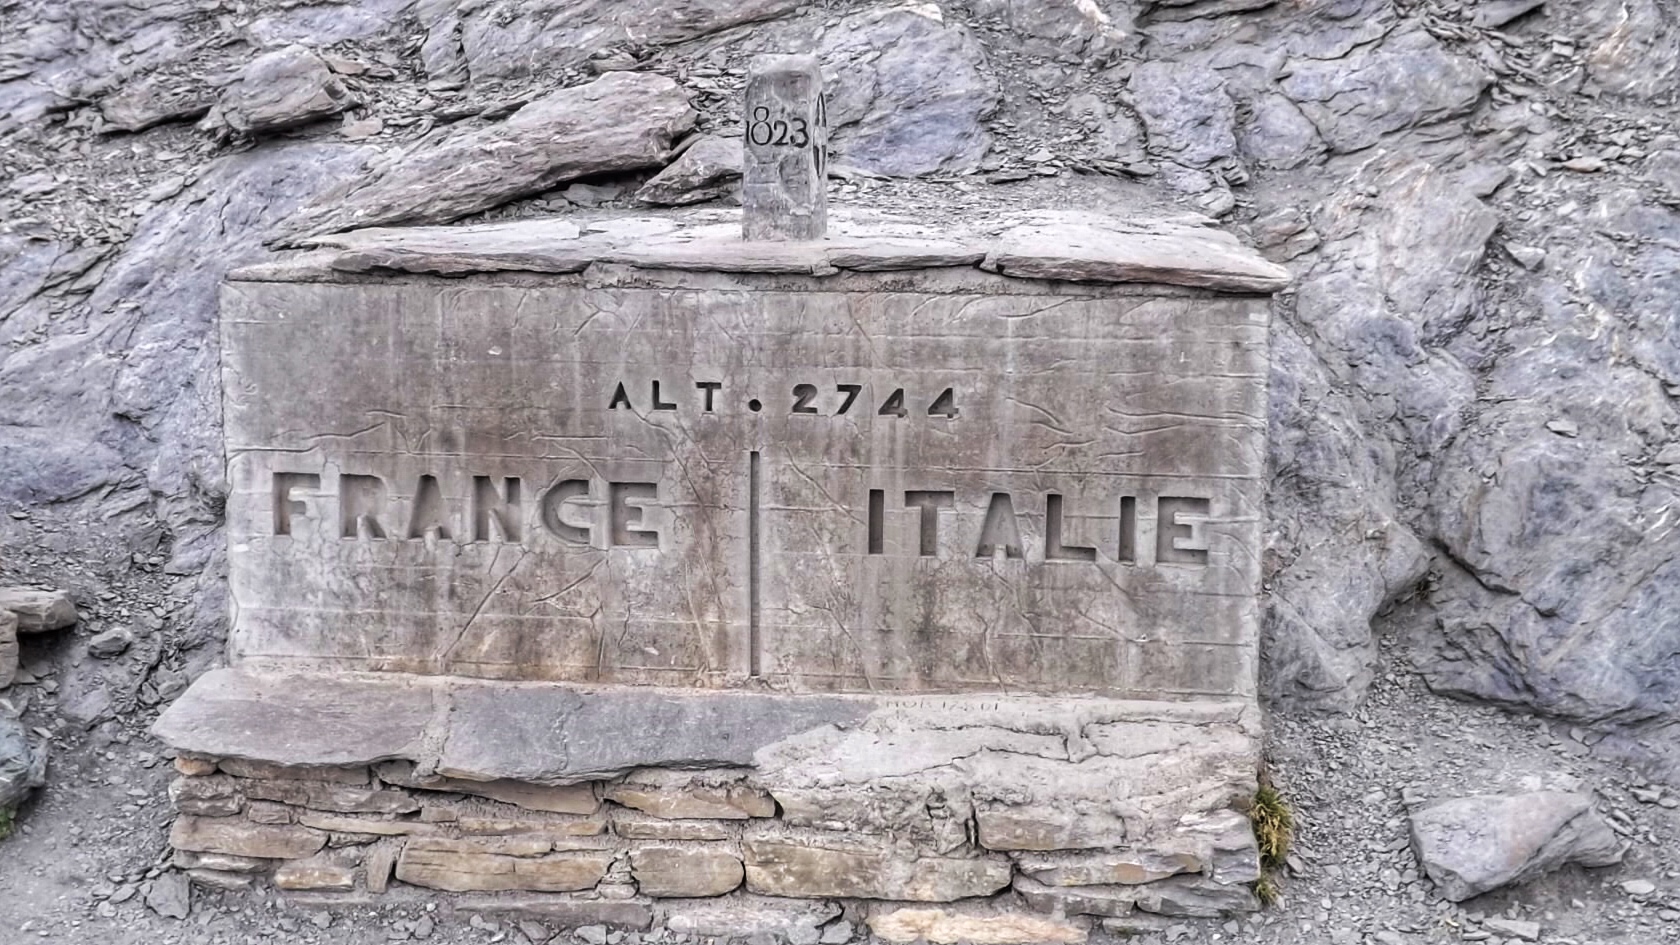 1823
ALT. 2744
FRANCE | ITALIE